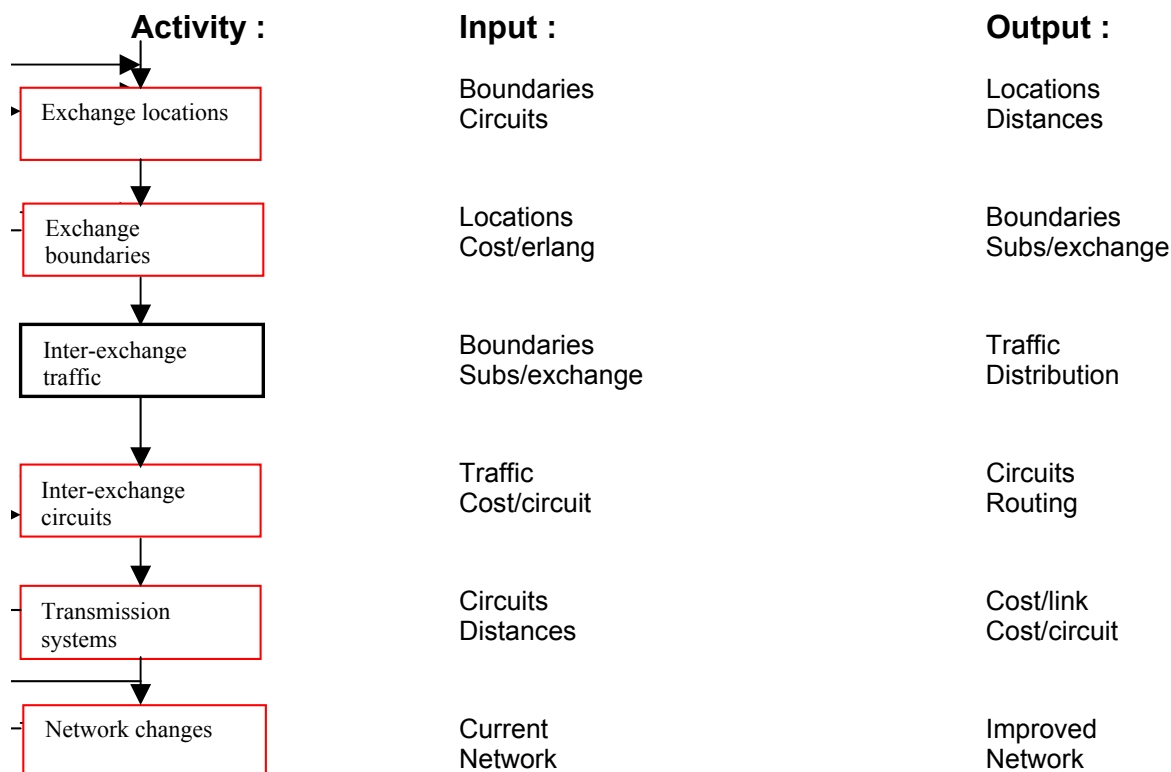 Activity : Input : Output :
Exchange locations
Boundaries
Circuits
Locations
Distances
Exchange
boundaries
Locations
Cost/erlang
Boundaries
Subs/exchange
Inter-exchange
traffic
Boundaries
Subs/exchange
Traffic
Distribution
Inter-exchange
circuits
Traffic
Cost/circuit
Circuits
Routing
Transmission
systems
Circuits
Distances
Cost/link
Cost/circuit
Network changes
Current
Network
Improved
Network